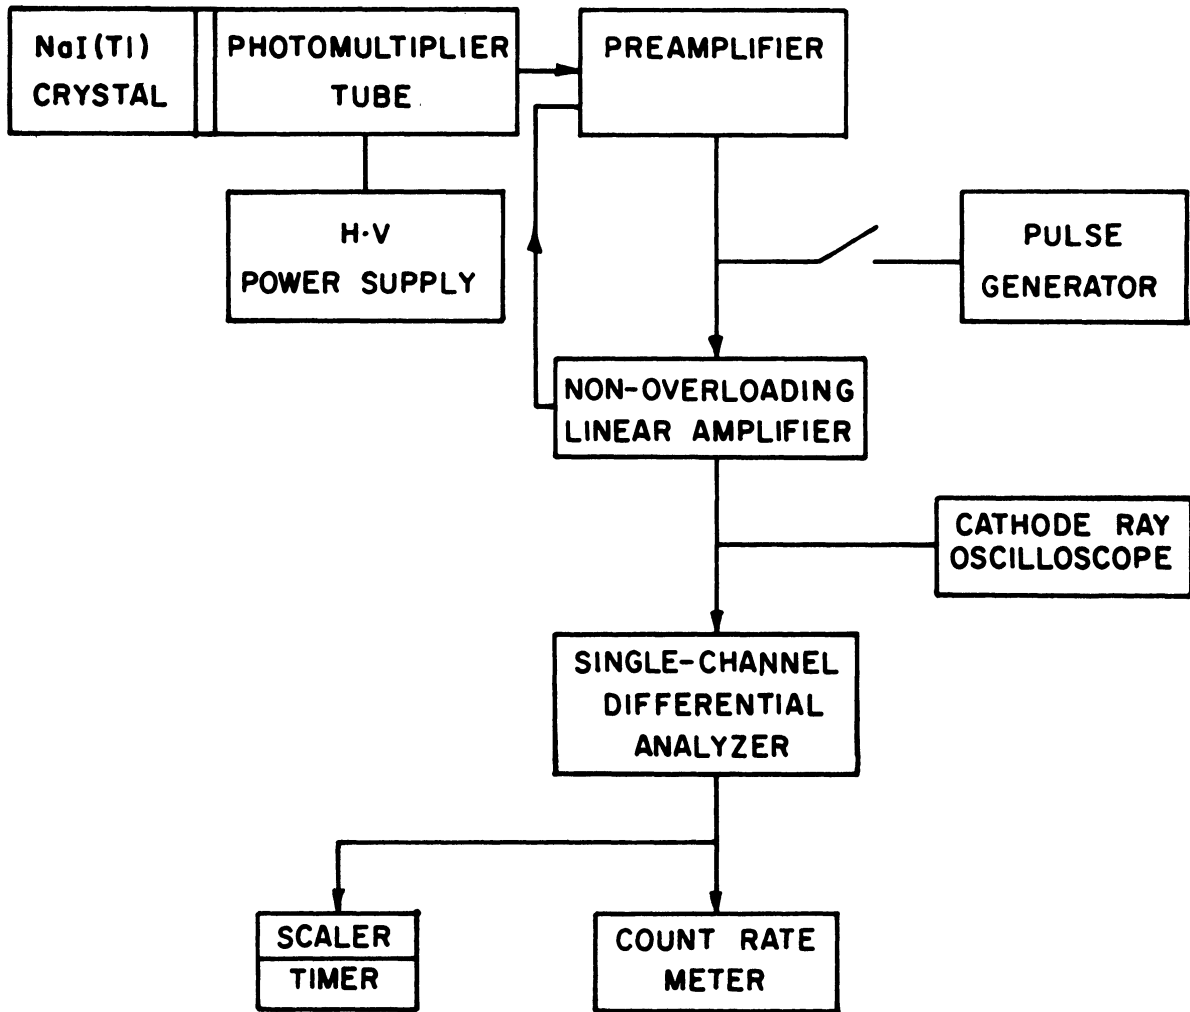 NaI(Tl)
CRYSTAL
PHOTOMULTIPLIER
TUBE
PREAMPLIFIER
H·V
POWER SUPPLY
PULSE
GENERATOR
NON-OVERLOADING
LINEAR AMPLIFIER
CATHODE RAY
OSCILLOSCOPE
SINGLE-CHANNEL
DIFFERENTIAL
ANALYZER
SCALER
TIMER
COUNT RATE
METER